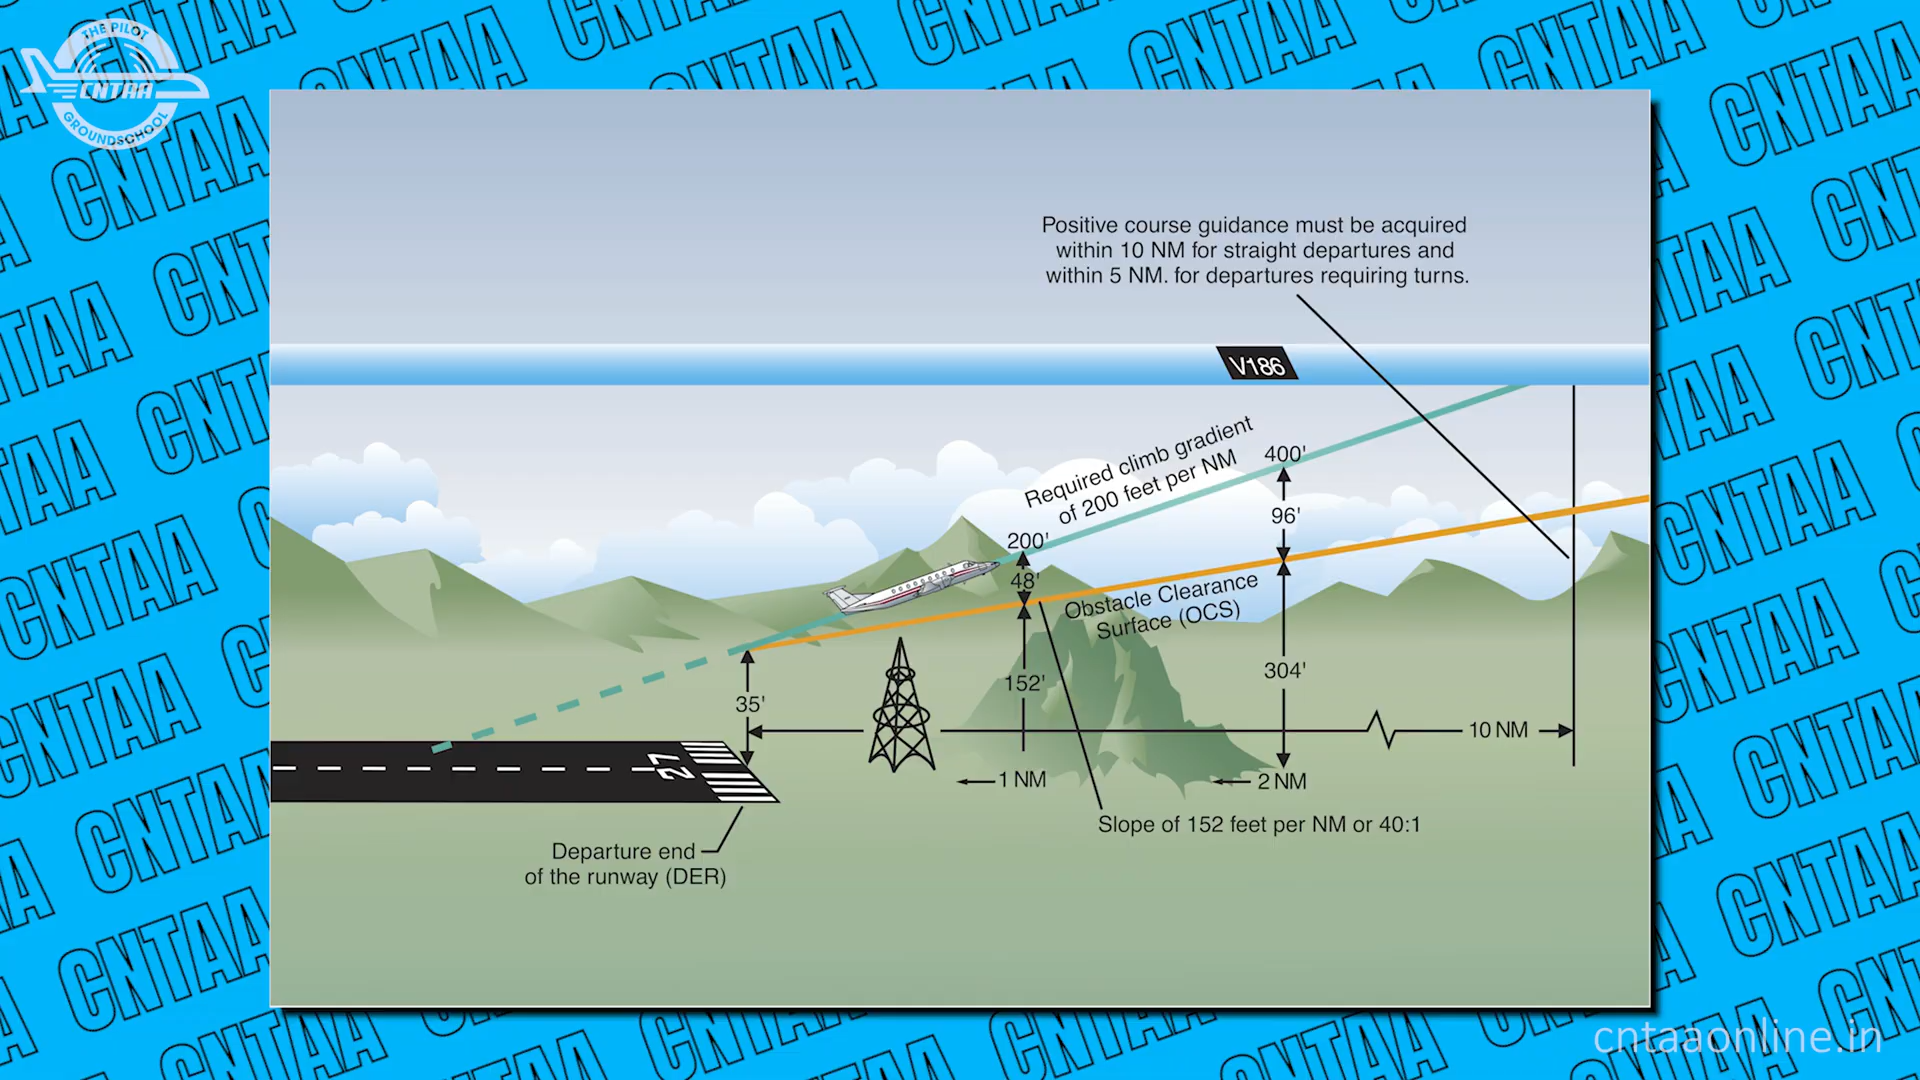 THE PILOT
CNTAA
GROUNDSCHOOL
Positive course guidance must be acquired
within 10 NM for straight departures and
within 5 NM. for departures requiring turns.
V186
Required climb gradient
of 200 feet per NM
400'
96'
200'
48'
Obstacle Clearance
Surface (OCS)
304'
152'
35'
10 NM
27
1 NM
2 NM
Slope of 152 feet per NM or 40:1
Departure end
of the runway (DER)
cntaaonline.in